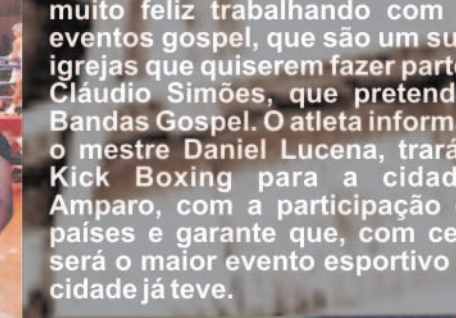 muito feliz trabalhando com
eventos gospel, que são um su
igrejas que quiserem fazer parte
Cláudio Simões, que pretend
Bandas Gospel. O atleta inform
o mestre Daniel Lucena, trará
Kick Boxing para a cidad
Amparo, com a participação
países e garante que, com ce
será o maior evento esportivo
cidade já teve.